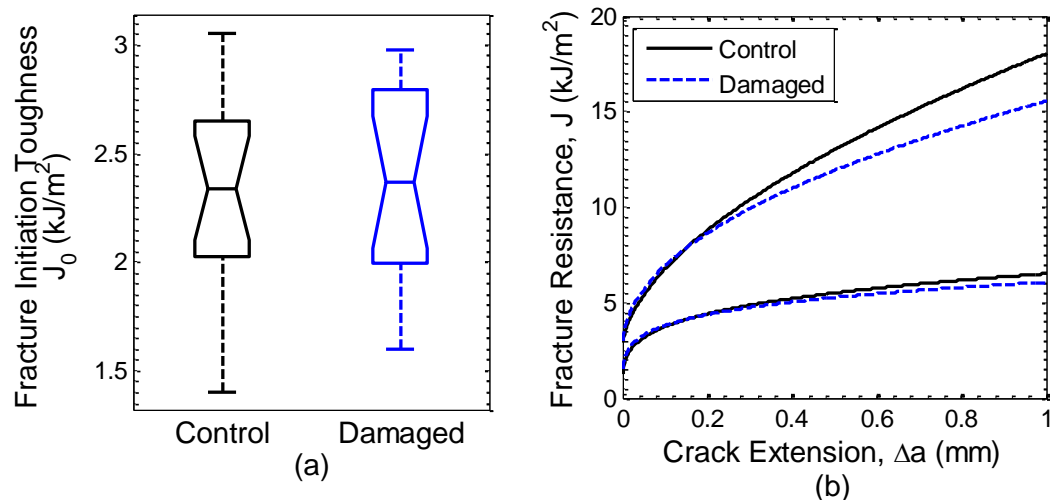 Fracture Initiation Toughness
J₀ (kJ/m²)
3
2.5
2
1.5
Control
Damaged
(a)
Fracture Resistance, J (kJ/m²)
20
15
10
5
0
Control
Damaged
0
0.2
0.4
0.6
0.8
1
Crack Extension, Δa (mm)
(b)